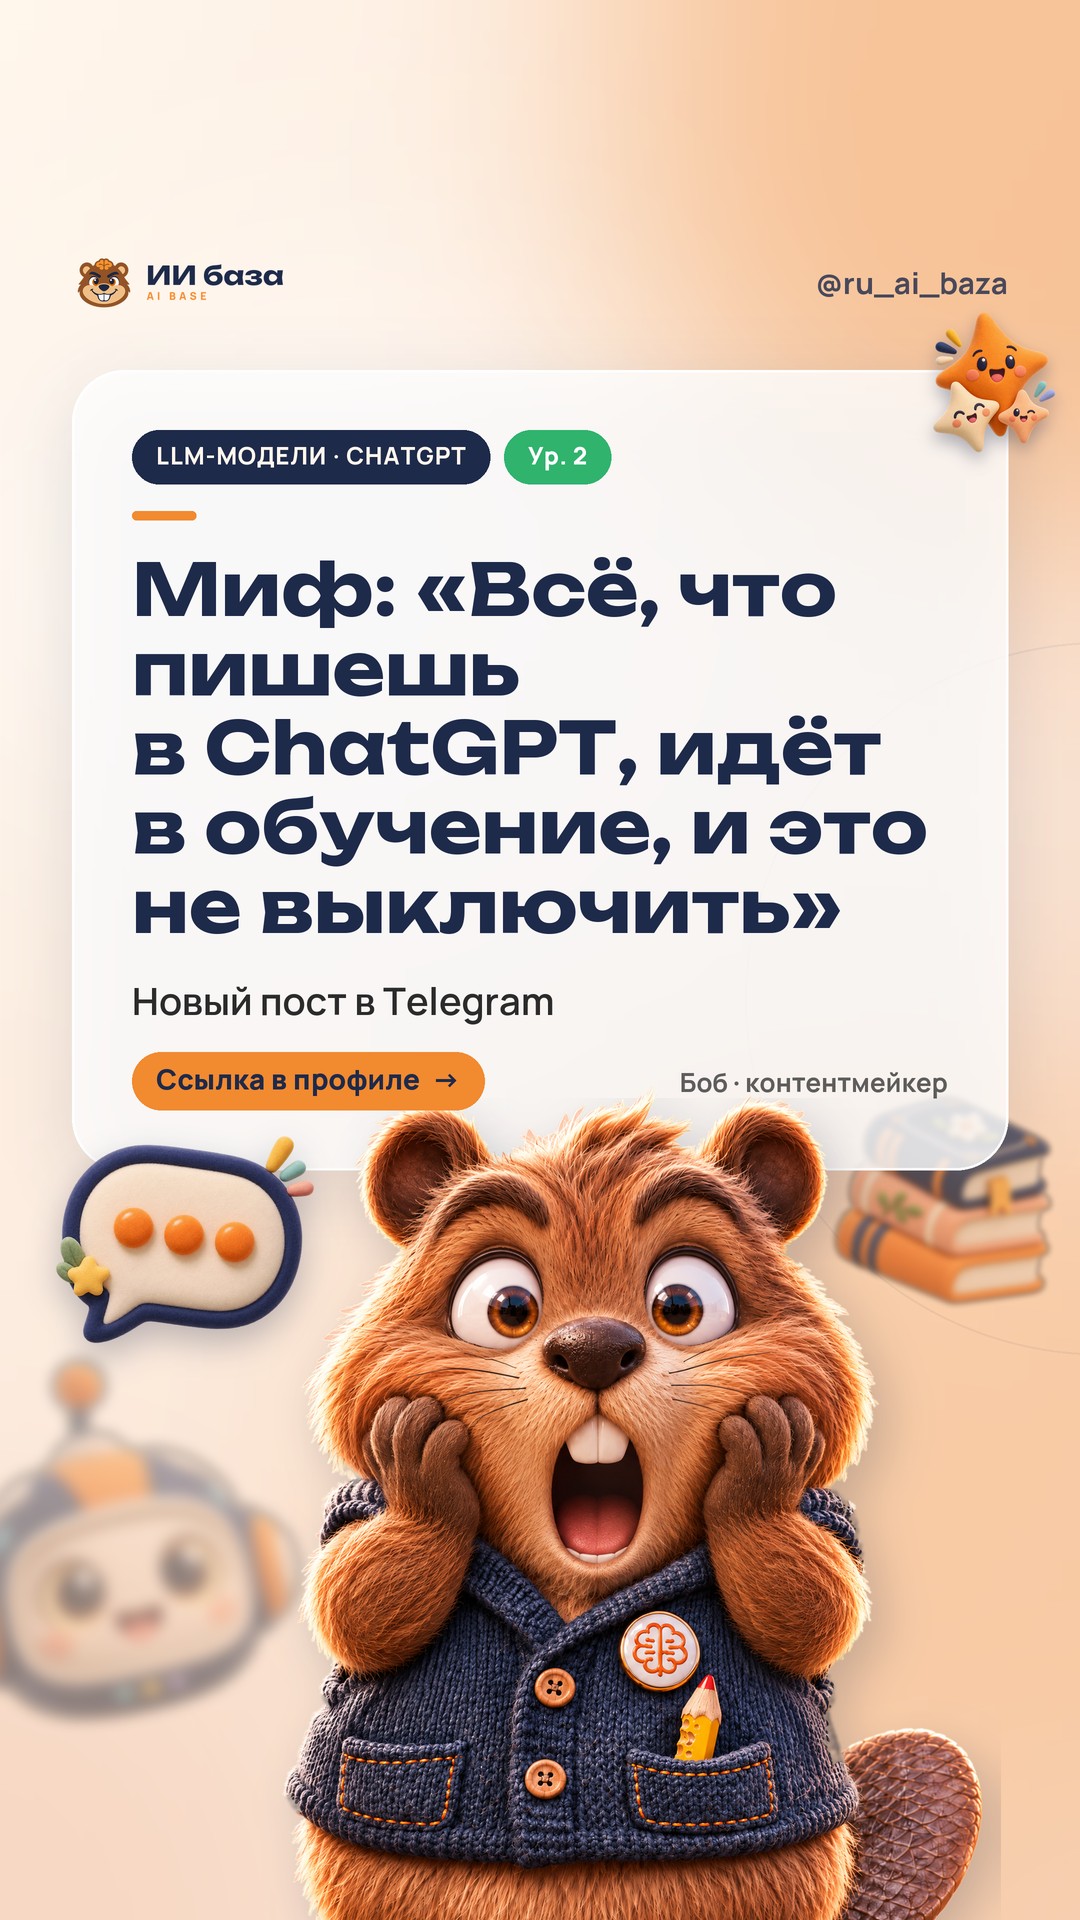 ИИ база
AI BASE
@ru_ai_baza
LLM-МОДЕЛИ · CHATGPT
Ур. 2
Миф: «Всё, что
пишешь
в ChatGPT, идёт
в обучение, и это
не выключить»
Новый пост в Telegram
Ссылка в профиле →
Боб · контентмейкер